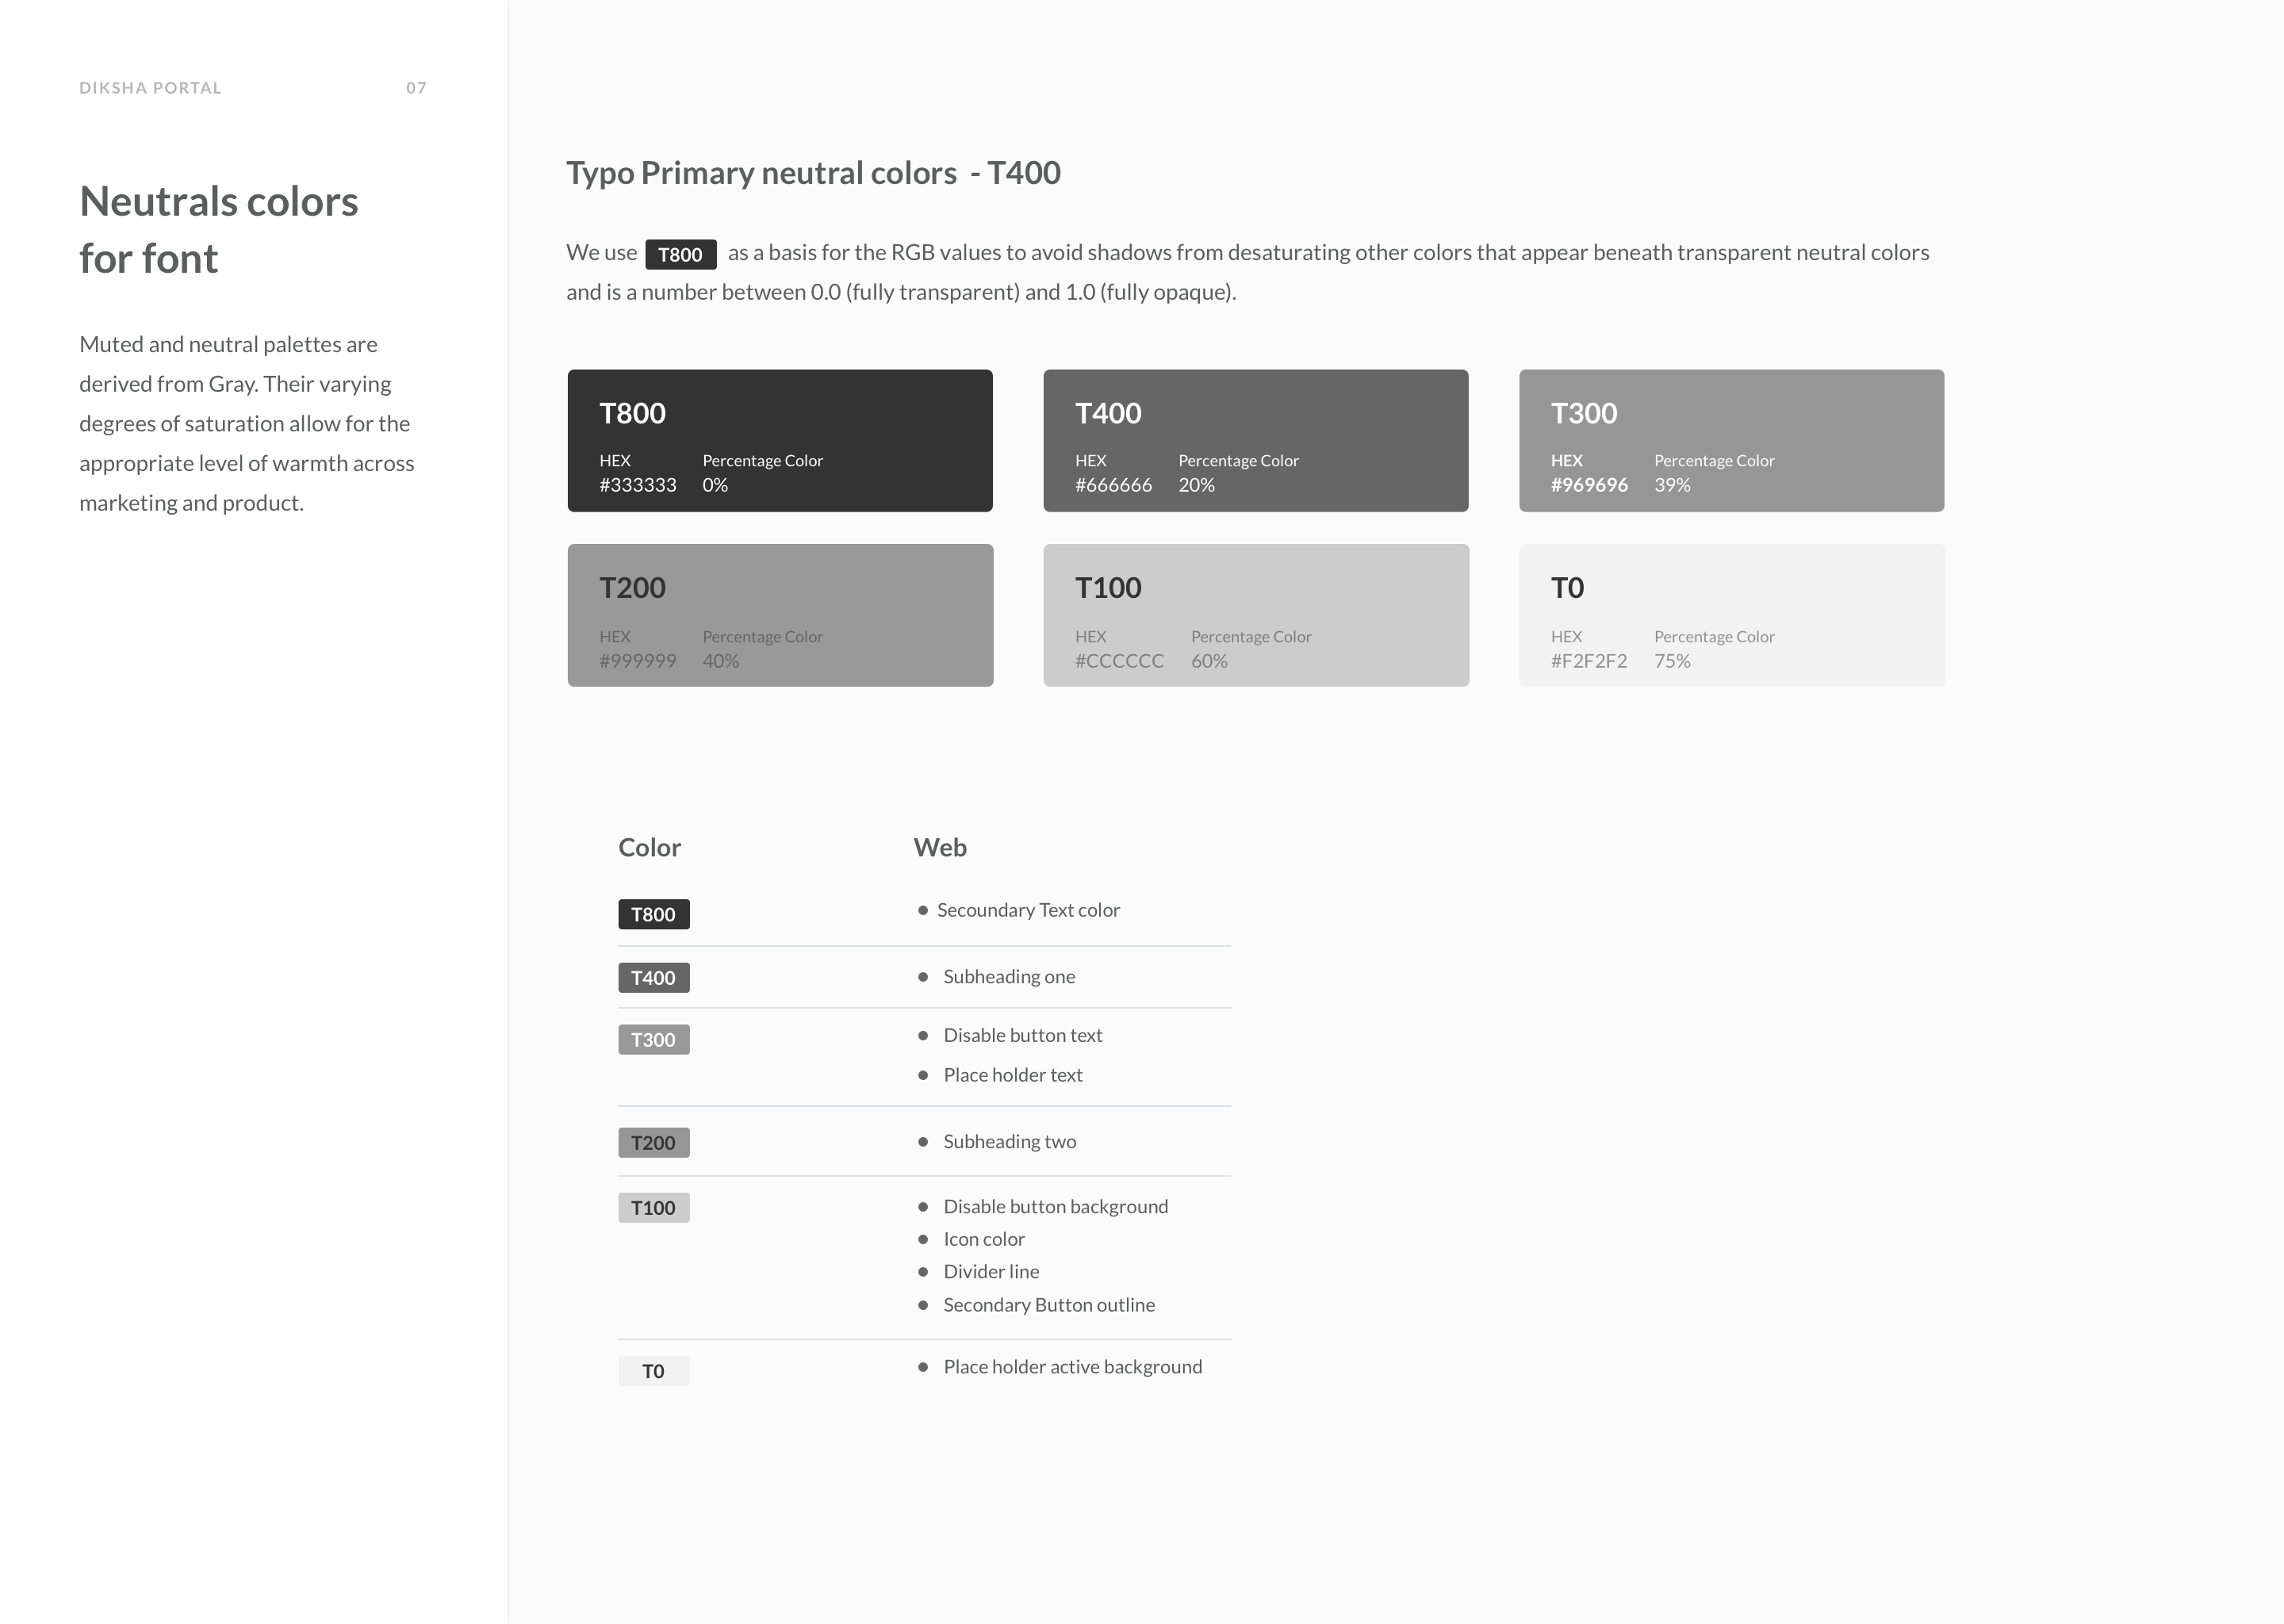 DIKSHA PORTAL 07
Neutrals colors
for font
Muted and neutral palettes are
derived from Gray. Their varying
degrees of saturation allow for the
appropriate level of warmth across
marketing and product.
Typo Primary neutral colors - T400
We use T800 as a basis for the RGB values to avoid shadows from desaturating other colors that appear beneath transparent neutral colors
and is a number between 0.0 (fully transparent) and 1.0 (fully opaque).
T800
HEX Percentage Color
#333333 0%
T400
HEX Percentage Color
#666666 20%
T300
HEX Percentage Color
#969696 39%
T200
HEX Percentage Color
#999999 40%
T100
HEX Percentage Color
#CCCCCC 60%
T0
HEX Percentage Color
#F2F2F2 75%
Color Web
T800 ● Secoundary Text color
T400 ● Subheading one
T300 ● Disable button text
● Place holder text
T200 ● Subheading two
T100 ● Disable button background
● Icon color
● Divider line
● Secondary Button outline
T0 ● Place holder active background